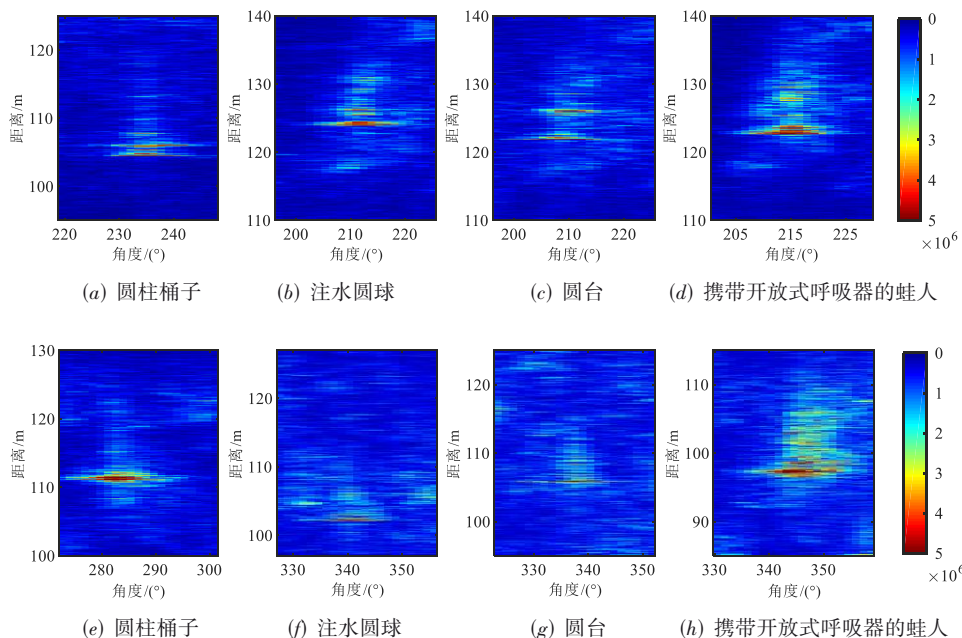 120
110
100
220 230 240
距离/m
角度/(°)
(a) 圆柱桶子
140
130
120
110
200 210 220
距离/m
角度/(°)
(b) 注水圆球
140
130
120
110
200 210 220
距离/m
角度/(°)
(c) 圆台
140
130
120
110
205 215 225
距离/m
角度/(°)
(d) 携带开放式呼吸器的蛙人
0
1
2
3
4
5
×10⁶
130
120
110
100
280 290 300
距离/m
角度/(°)
(e) 圆柱桶子
120
110
100
330 340 350
距离/m
角度/(°)
(f) 注水圆球
120
110
100
330 340 350
距离/m
角度/(°)
(g) 圆台
110
100
90
330 340 350
距离/m
角度/(°)
(h) 携带开放式呼吸器的蛙人
0
1
2
3
4
5
×10⁶